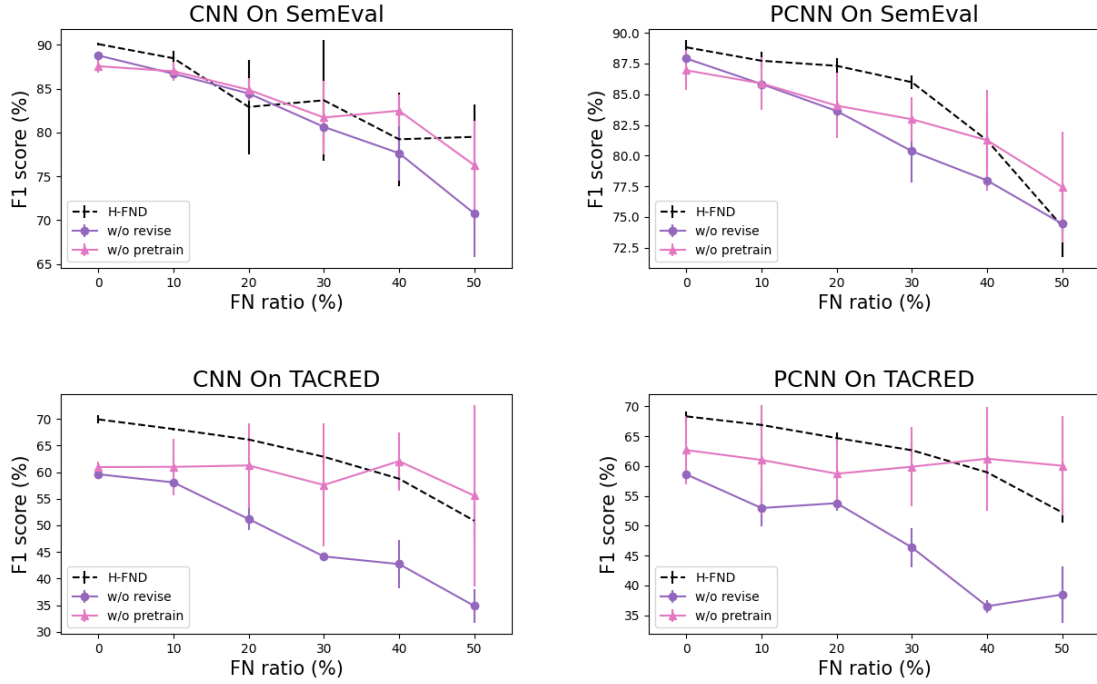 CNN On SemEval
F1 score (%)
90
85
80
75
70
65
H-FND
w/o revise
w/o pretrain
0 10 20 30 40 50
FN ratio (%)
PCNN On SemEval
F1 score (%)
90.0
87.5
85.0
82.5
80.0
77.5
75.0
72.5
H-FND
w/o revise
w/o pretrain
0 10 20 30 40 50
FN ratio (%)
CNN On TACRED
F1 score (%)
70
65
60
55
50
45
40
35
30
H-FND
w/o revise
w/o pretrain
0 10 20 30 40 50
FN ratio (%)
PCNN On TACRED
F1 score (%)
70
65
60
55
50
45
40
35
H-FND
w/o revise
w/o pretrain
0 10 20 30 40 50
FN ratio (%)